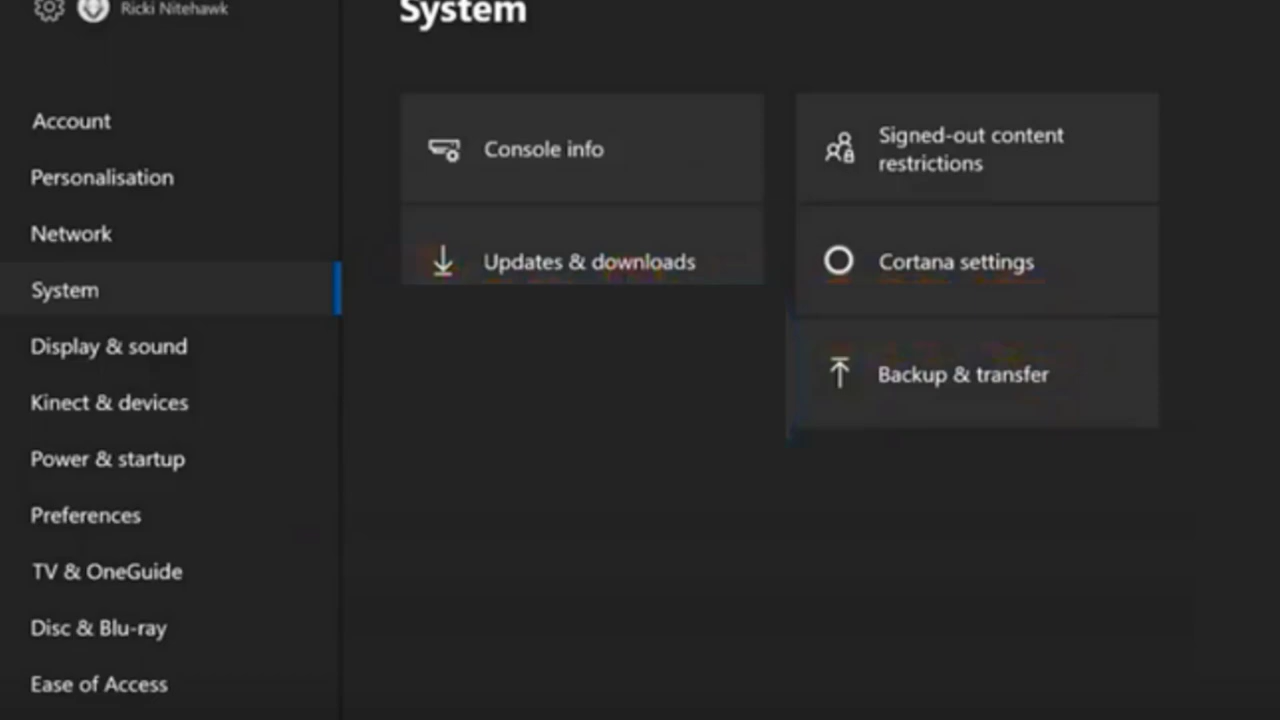 Ricki Nitehawk
System
Account
Personalisation
Network
System
Display & sound
Kinect & devices
Power & startup
Preferences
TV & OneGuide
Disc & Blu-ray
Ease of Access
Console info
Updates & downloads
Signed-out content
restrictions
Cortana settings
Backup & transfer